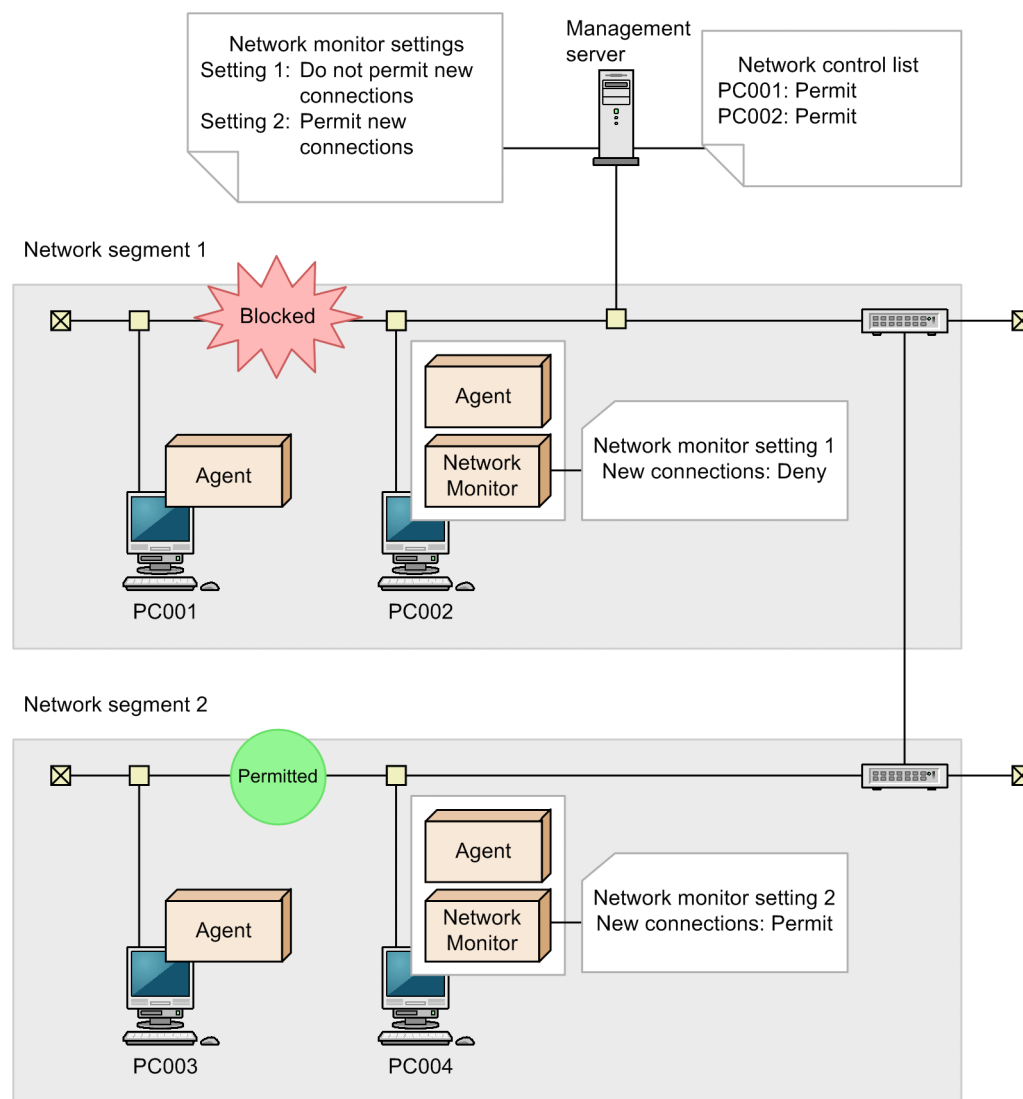 Management
server
Network monitor settings
Setting 1: Do not permit new
connections
Setting 2: Permit new
connections
Network control list
PC001: Permit
PC002: Permit
Network segment 1
Blocked
Agent
Agent
Network
Monitor
Network monitor setting 1
New connections: Deny
PC001
PC002
Network segment 2
Permitted
Agent
Agent
Network
Monitor
Network monitor setting 2
New connections: Permit
PC003
PC004